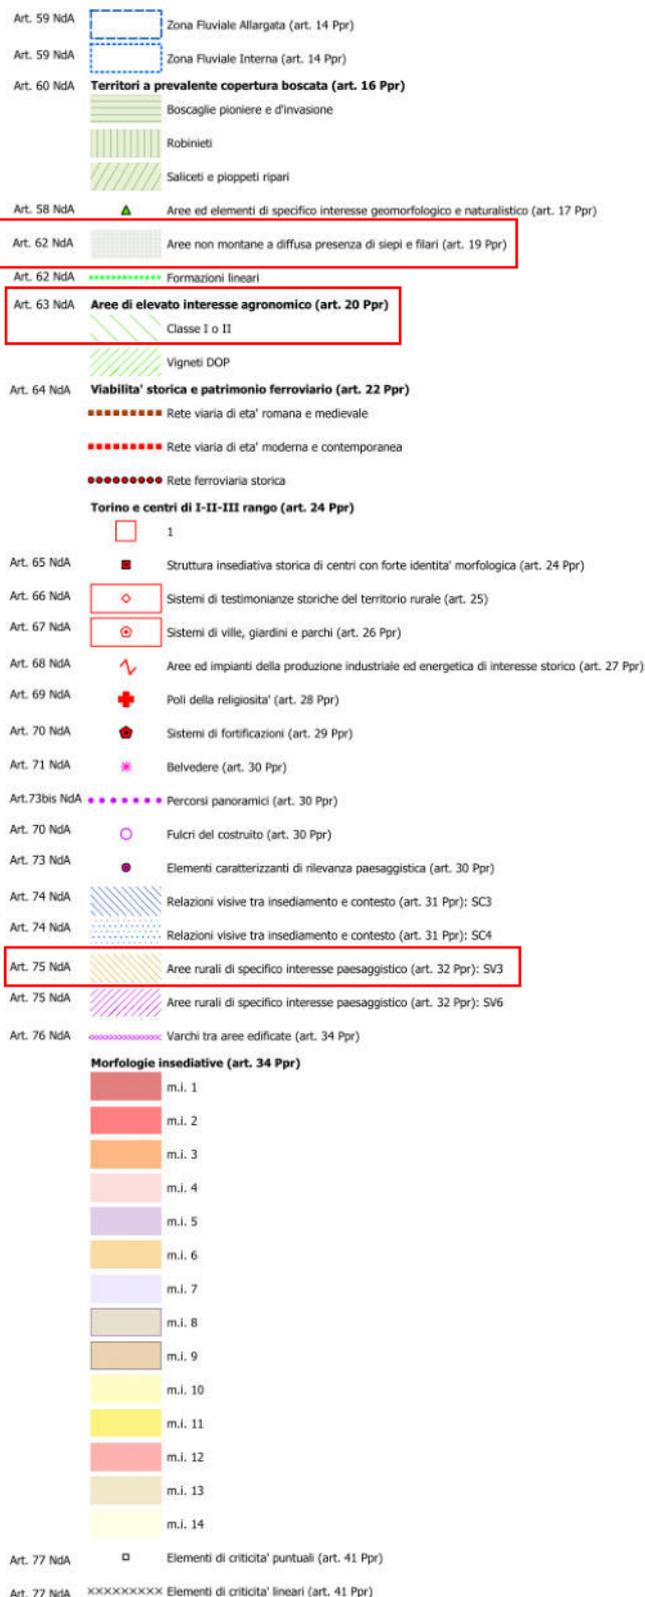 Art. 59 NdA Zona Fluviale Allargata (art. 14 Ppr)
Art. 59 NdA Zona Fluviale Interna (art. 14 Ppr)
Art. 60 NdA Territori a prevalente copertura boscata (art. 16 Ppr)
Boscaglie pioniere e d'invasione
Robinieti
Saliceti e pioppeti ripari
Art. 58 NdA Aree ed elementi di specifico interesse geomorfologico e naturalistico (art. 17 Ppr)
Art. 62 NdA Aree non montane a diffusa presenza di siepi e filari (art. 19 Ppr)
Art. 62 NdA Formazioni lineari
Art. 63 NdA Aree di elevato interesse agronomico (art. 20 Ppr)
Classe I o II
Vigneti DOP
Art. 64 NdA Viabilita' storica e patrimonio ferroviario (art. 22 Ppr)
Rete viaria di eta' romana e medievale
Rete viaria di eta' moderna e contemporanea
Rete ferroviaria storica
Torino e centri di I-II-III rango (art. 24 Ppr)
1
Art. 65 NdA Struttura insediativa storica di centri con forte identita' morfologica (art. 24 Ppr)
Art. 66 NdA Sistemi di testimonianze storiche del territorio rurale (art. 25)
Art. 67 NdA Sistemi di ville, giardini e parchi (art. 26 Ppr)
Art. 68 NdA Aree ed impianti della produzione industriale ed energetica di interesse storico (art. 27 Ppr)
Art. 69 NdA Poli della religiosita' (art. 28 Ppr)
Art. 70 NdA Sistemi di fortificazioni (art. 29 Ppr)
Art. 71 NdA Belvedere (art. 30 Ppr)
Art.73bis NdA Percorsi panoramici (art. 30 Ppr)
Art. 70 NdA Fulcri del costruito (art. 30 Ppr)
Art. 73 NdA Elementi caratterizzanti di rilevanza paesaggistica (art. 30 Ppr)
Art. 74 NdA Relazioni visive tra insediamento e contesto (art. 31 Ppr): SC3
Art. 74 NdA Relazioni visive tra insediamento e contesto (art. 31 Ppr): SC4
Art. 75 NdA Aree rurali di specifico interesse paesaggistico (art. 32 Ppr): SV3
Art. 75 NdA Aree rurali di specifico interesse paesaggistico (art. 32 Ppr): SV6
Art. 76 NdA Varchi tra aree edificate (art. 34 Ppr)
Morfologie insediative (art. 34 Ppr)
m.i. 1
m.i. 2
m.i. 3
m.i. 4
m.i. 5
m.i. 6
m.i. 7
m.i. 8
m.i. 9
m.i. 10
m.i. 11
m.i. 12
m.i. 13
m.i. 14
Art. 77 NdA Elementi di criticita' puntuali (art. 41 Ppr)
Art. 77 NdA Elementi di criticita' lineari (art. 41 Ppr)